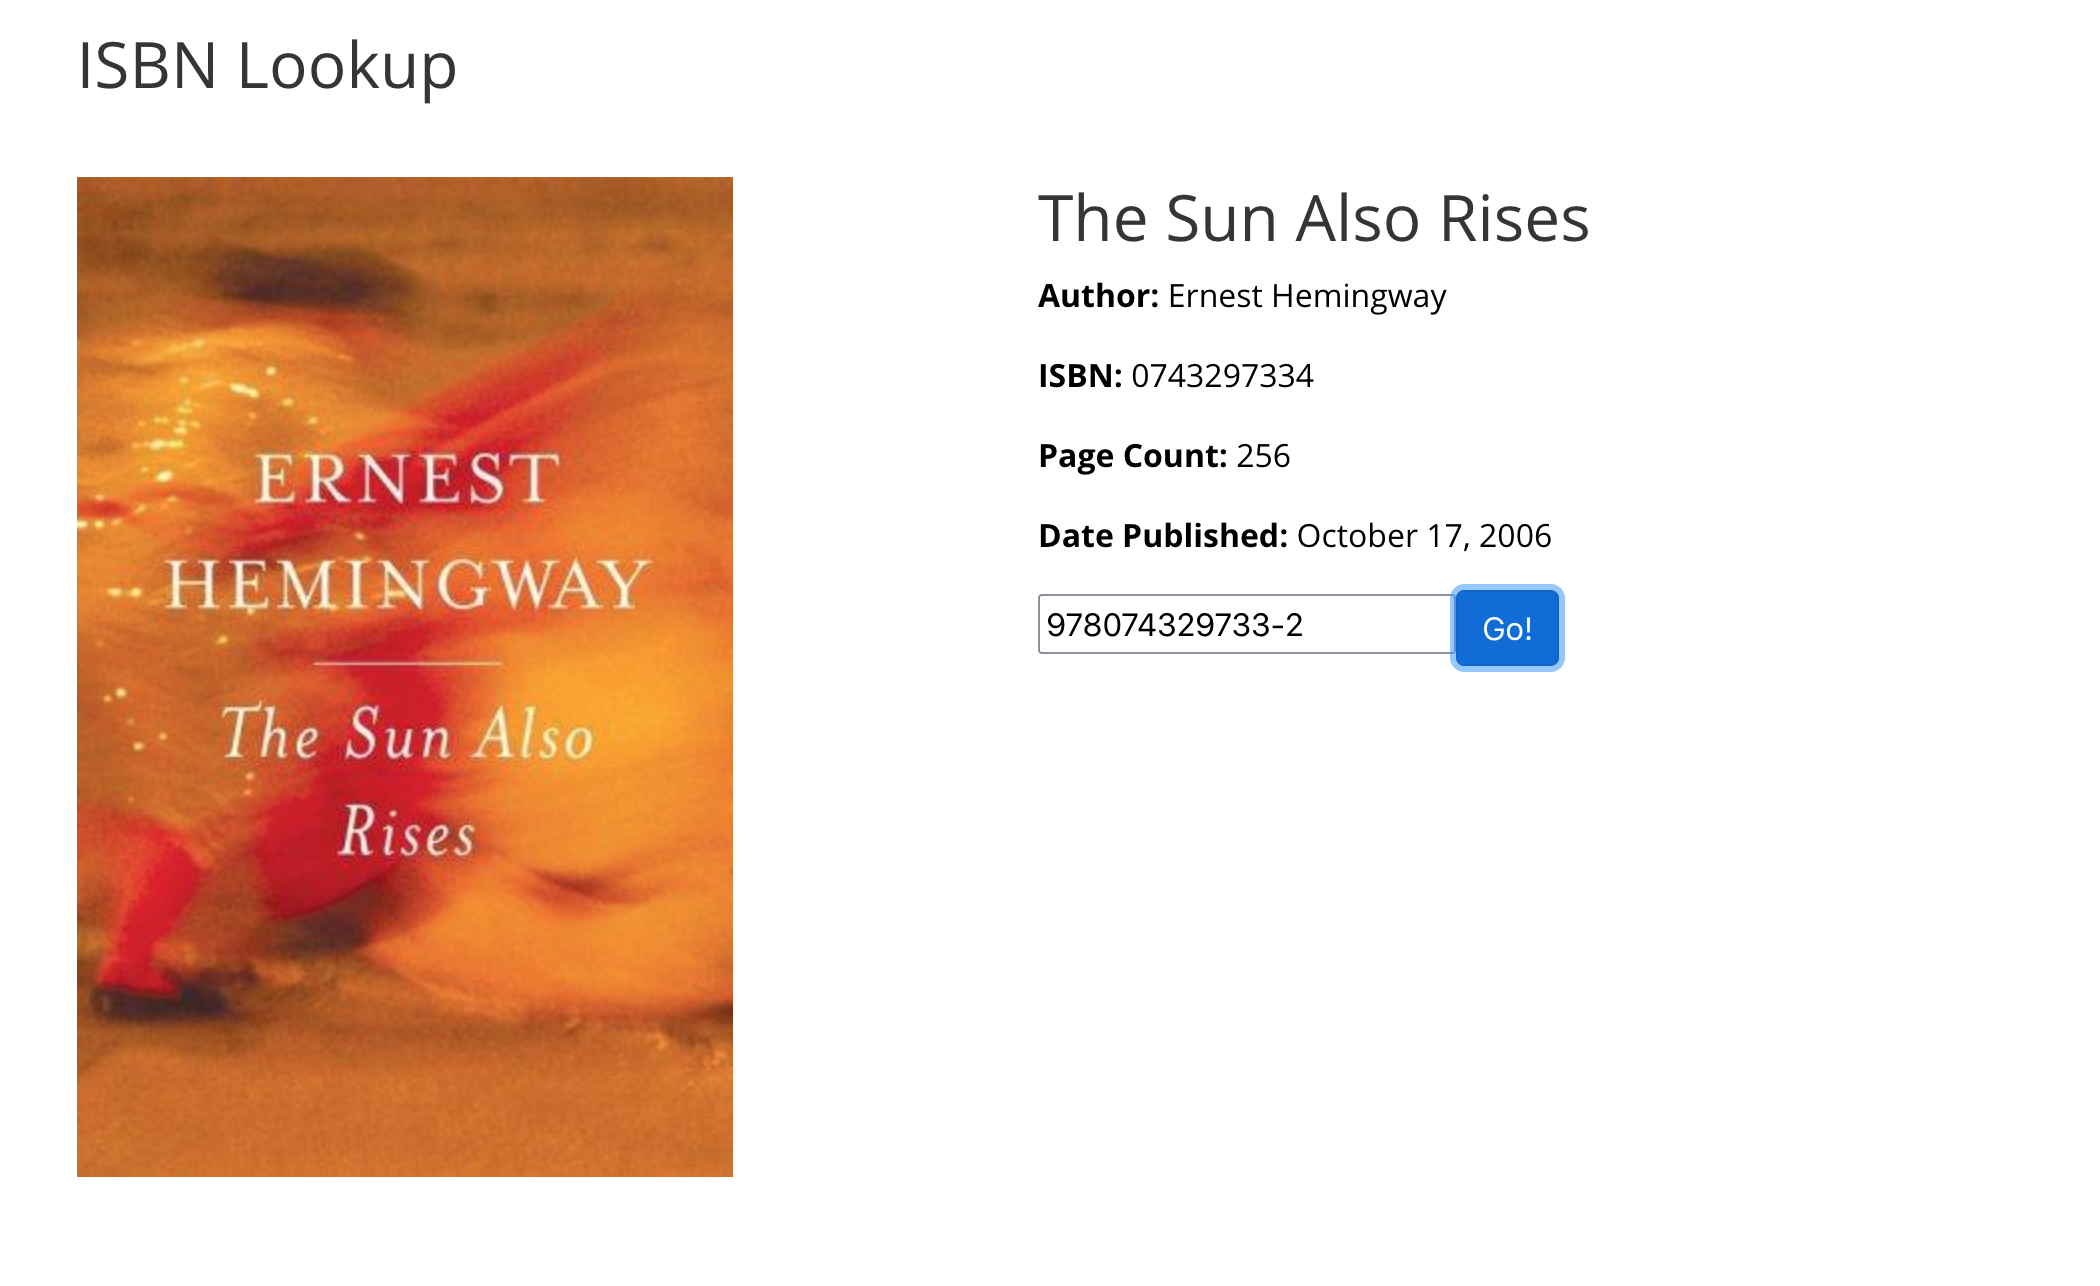 ISBN Lookup
ERNEST
HEMINGWAY
The Sun Also
Rises
The Sun Also Rises
Author: Ernest Hemingway
ISBN: 0743297334
Page Count: 256
Date Published: October 17, 2006
978074329733-2
Go!